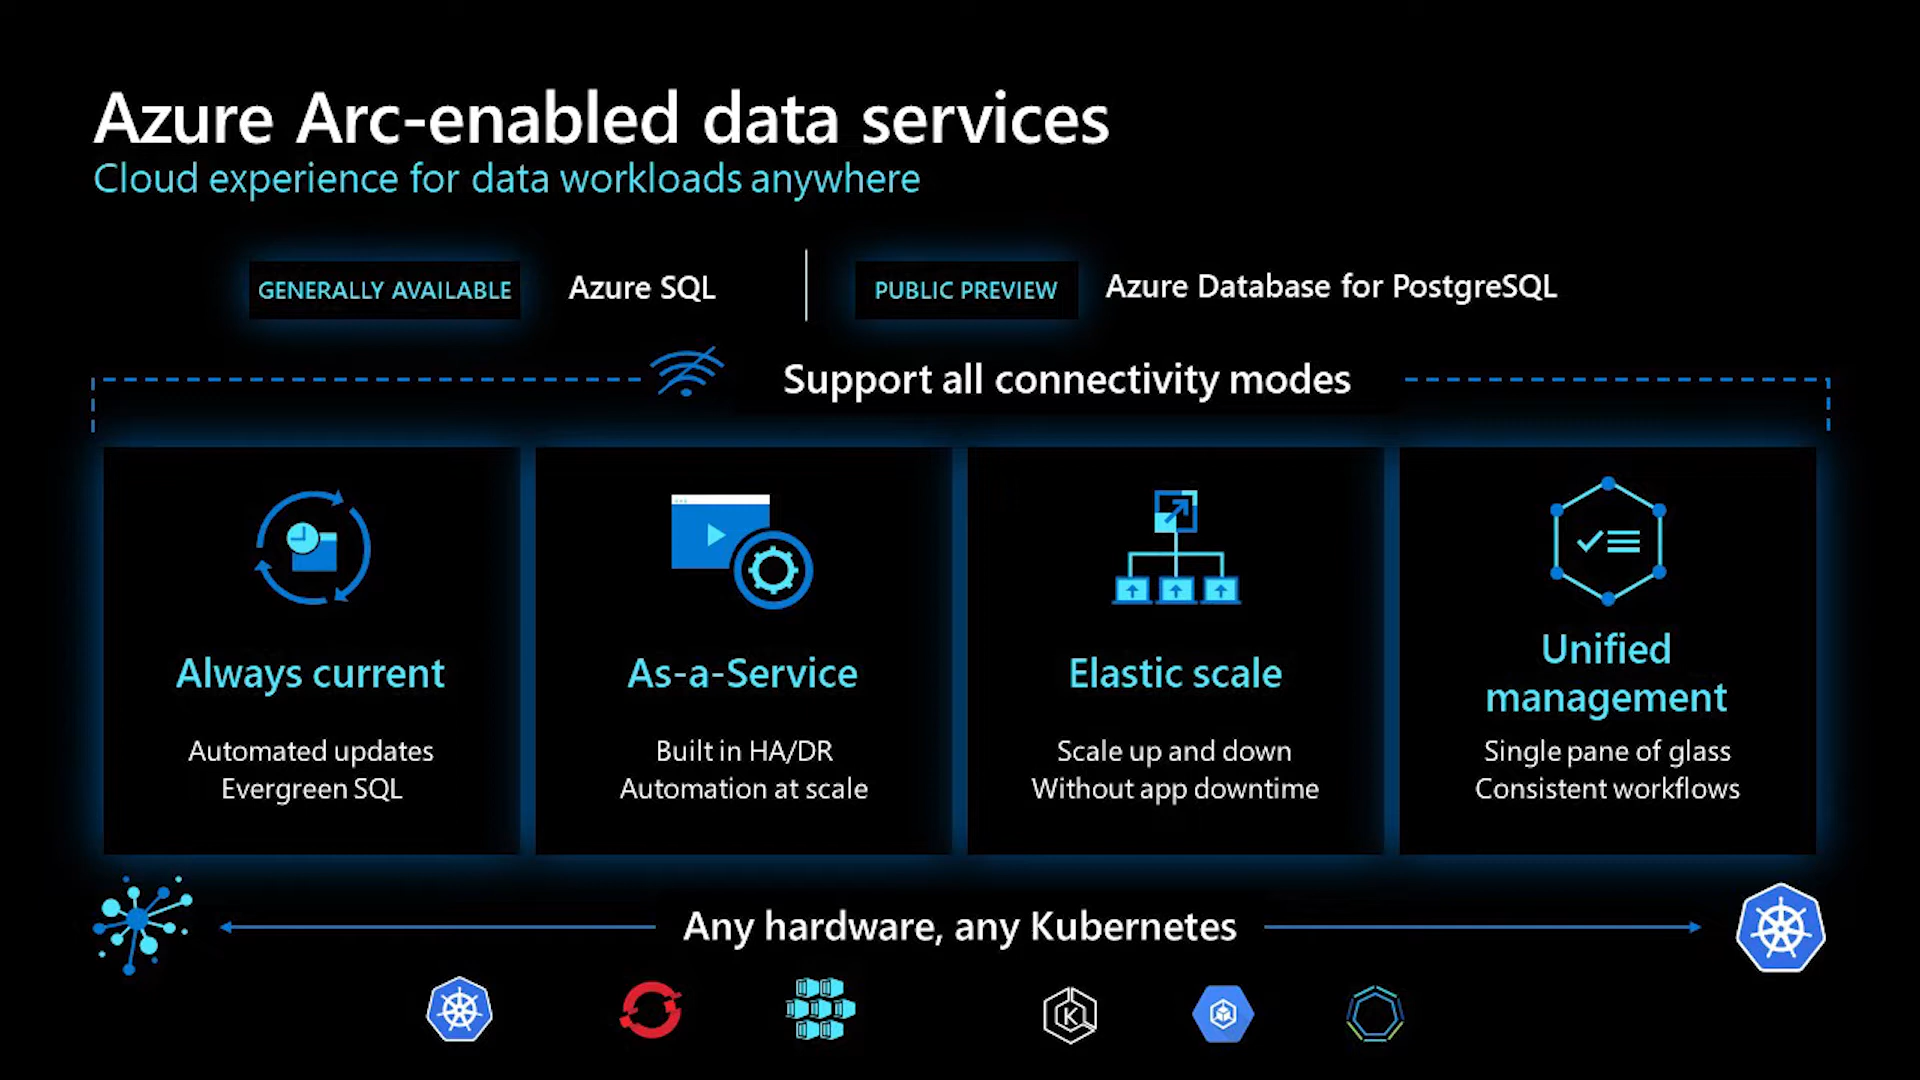 Azure Arc-enabled data services
Cloud experience for data workloads anywhere
GENERALLY AVAILABLE
Azure SQL
PUBLIC PREVIEW
Azure Database for PostgreSQL
Support all connectivity modes
Always current
Automated updates
Evergreen SQL
As-a-Service
Built in HA/DR
Automation at scale
Elastic scale
Scale up and down
Without app downtime
Unified
management
Single pane of glass
Consistent workflows
Any hardware, any Kubernetes
K